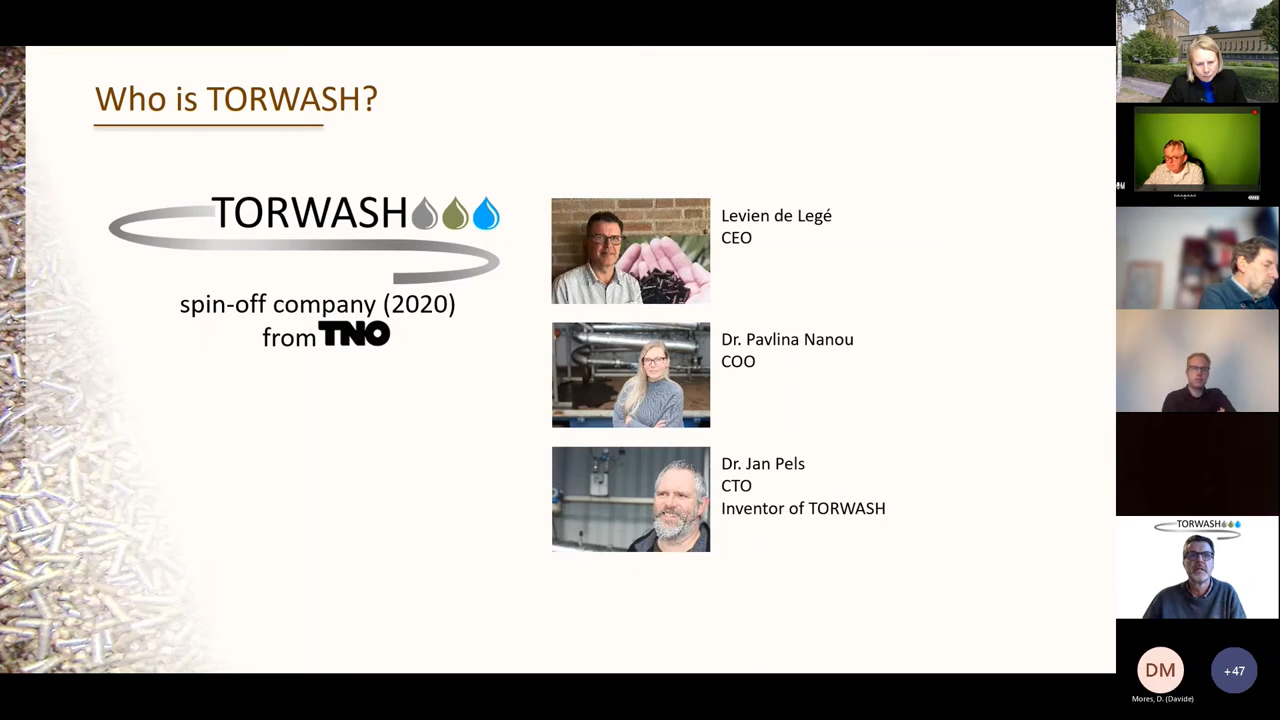 Who is TORWASH?
TORWASH
spin-off company (2020)
from TNO
Levien de Legé
CEO
Dr. Pavlina Nanou
COO
Dr. Jan Pels
CTO
Inventor of TORWASH
TORWASH
DM
+47
Mores, D. (Davide)